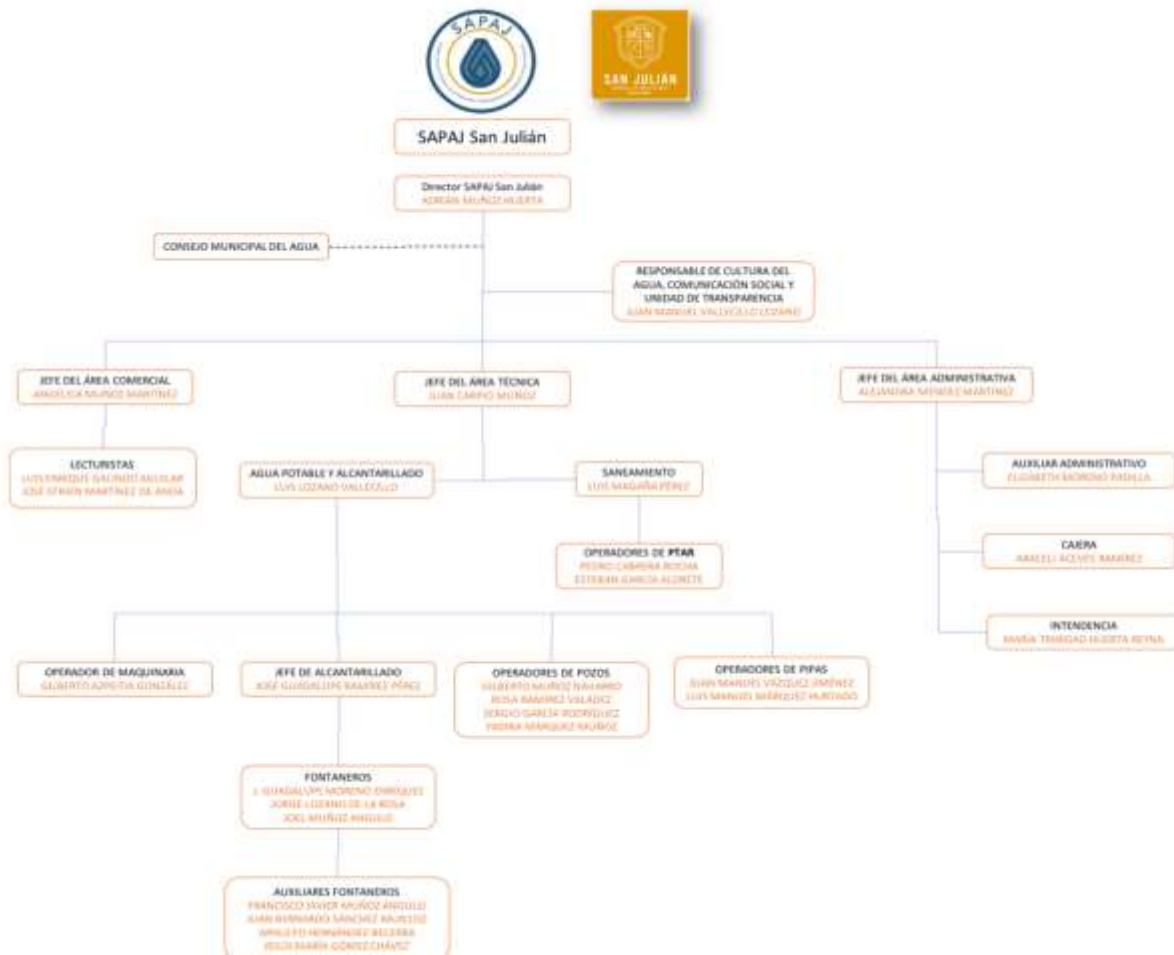 SAPAJ
SAN JULIÁN
SAPAJ San Julián
Director SAPAJ San Julián
ADRIÁN MUÑOZ HUERTA
CONSEJO MUNICIPAL DEL AGUA
RESPONSABLE DE CULTURA DEL
AGUA, COMUNICACIÓN SOCIAL Y
UNIDAD DE TRANSPARENCIA
JUAN MANUEL VALLECILLO LOZANO
JEFE DEL ÁREA COMERCIAL
ANGÉLICA MUÑOZ MARTÍNEZ
JEFE DEL ÁREA TÉCNICA
JUAN CARPIO MUÑOZ
JEFE DEL ÁREA ADMINISTRATIVA
ALEJANDRA MÉNDEZ MARTÍNEZ
LECTURISTAS
LUIS ENRIQUE GALINDO AGUILAR
JOSÉ EFRAÍN MARTÍNEZ DE ANDA
AGUA POTABLE Y ALCANTARILLADO
LUIS LOZANO VALLECILLO
SANEAMIENTO
LUIS MAGAÑA PÉREZ
AUXILIAR ADMINISTRATIVO
ELIZABETH MORENO PADILLA
OPERADORES DE PTAR
PEDRO CABRERA ROCHA
ESTEBAN GARCÍA ALDRETE
CAJERA
ARACELI ACEVES RAMÍREZ
INTENDENCIA
MARÍA TRINIDAD HUERTA REYNA
OPERADOR DE MAQUINARIA
GILBERTO AZPEITIA GONZÁLEZ
JEFE DE ALCANTARILLADO
JOSÉ GUADALUPE RAMÍREZ PÉREZ
OPERADORES DE POZOS
GILBERTO MUÑOZ NAVARRO
ROSA RAMÍREZ VALADEZ
SERGIO GARCÍA RODRÍGUEZ
MÁRQUEZ MUÑOZ
OPERADORES DE PIPAS
JUAN MANUEL VÁZQUEZ JIMÉNEZ
LUIS MANUEL MÁRQUEZ HURTADO
FONTANEROS
J. GUADALUPE MORENO ENRÍQUEZ
JORGE LOZANO DE LA ROSA
JOEL MUÑOZ ANGULO
AUXILIARES FONTANEROS
FRANCISCO JAVIER MUÑOZ ANGULO
JUAN BERNARDO SÁNCHEZ
HERNÁNDEZ BECERRA
JESÚS MARÍA GÓMEZ CHÁVEZ